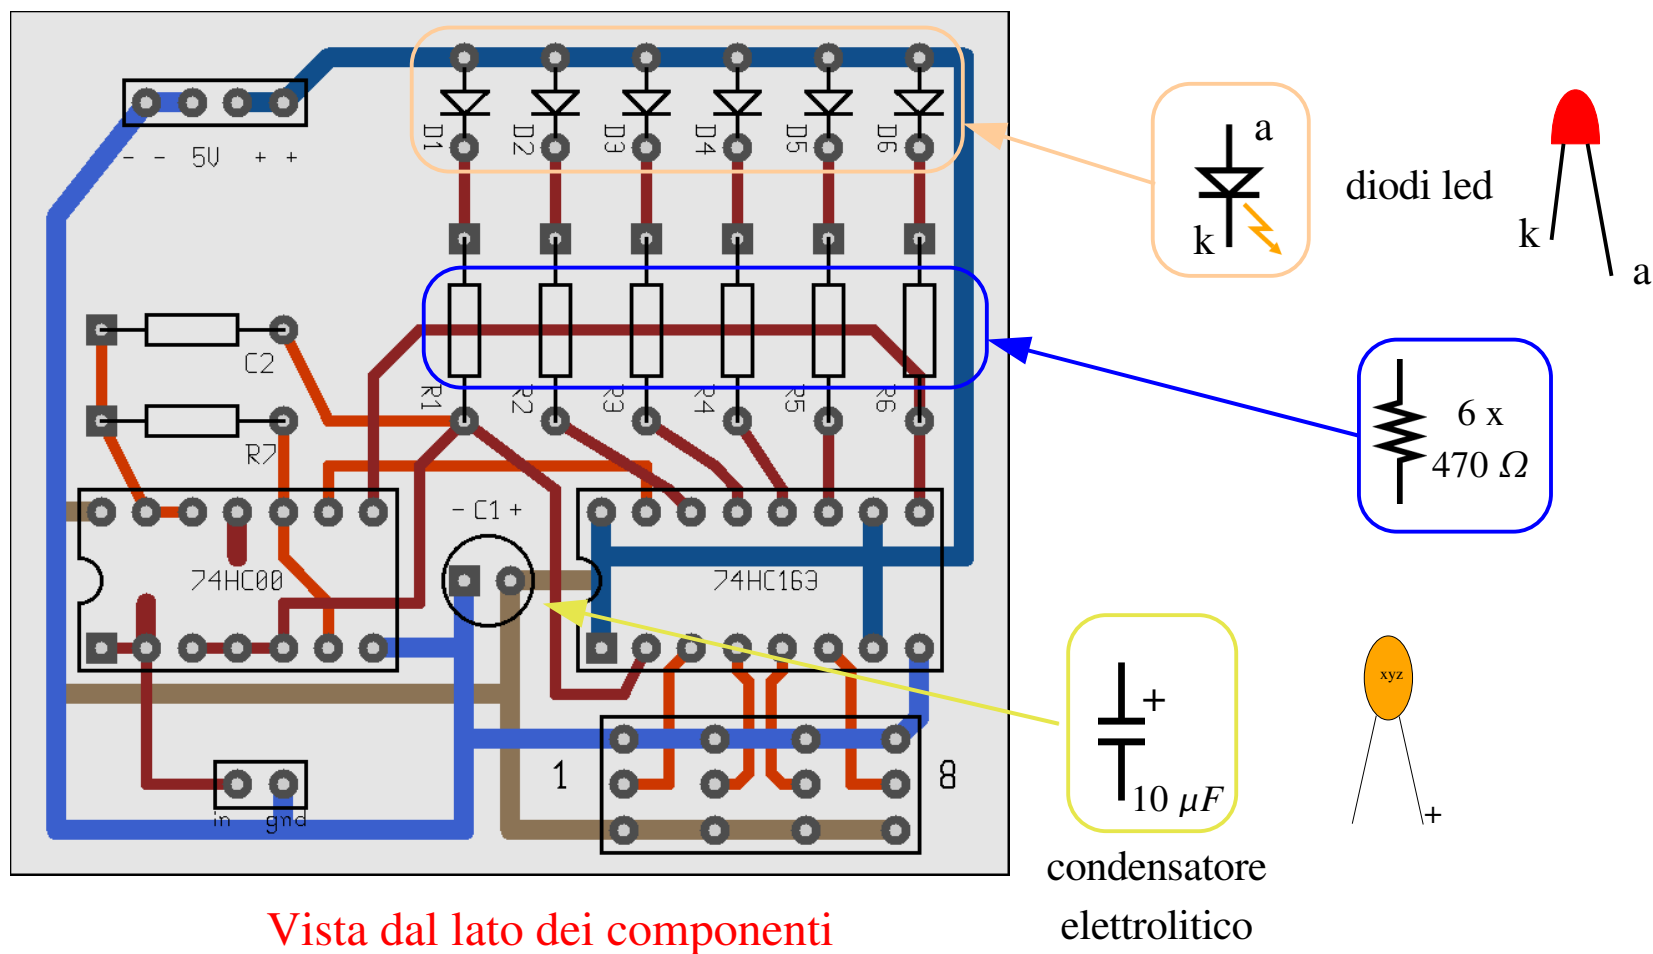 D1 D2 D3 D4 D5 D6
- - 5V + +
a
k
diodi led
k
a
C2
R1 R2 R3 R4 R5 R6
R7
6 x
470 Ω
- C1 +
74HC00
74HC163
1
8
in gnd
+
10 μF
xyz
+
condensatore
elettrolitico
Vista dal lato dei componenti